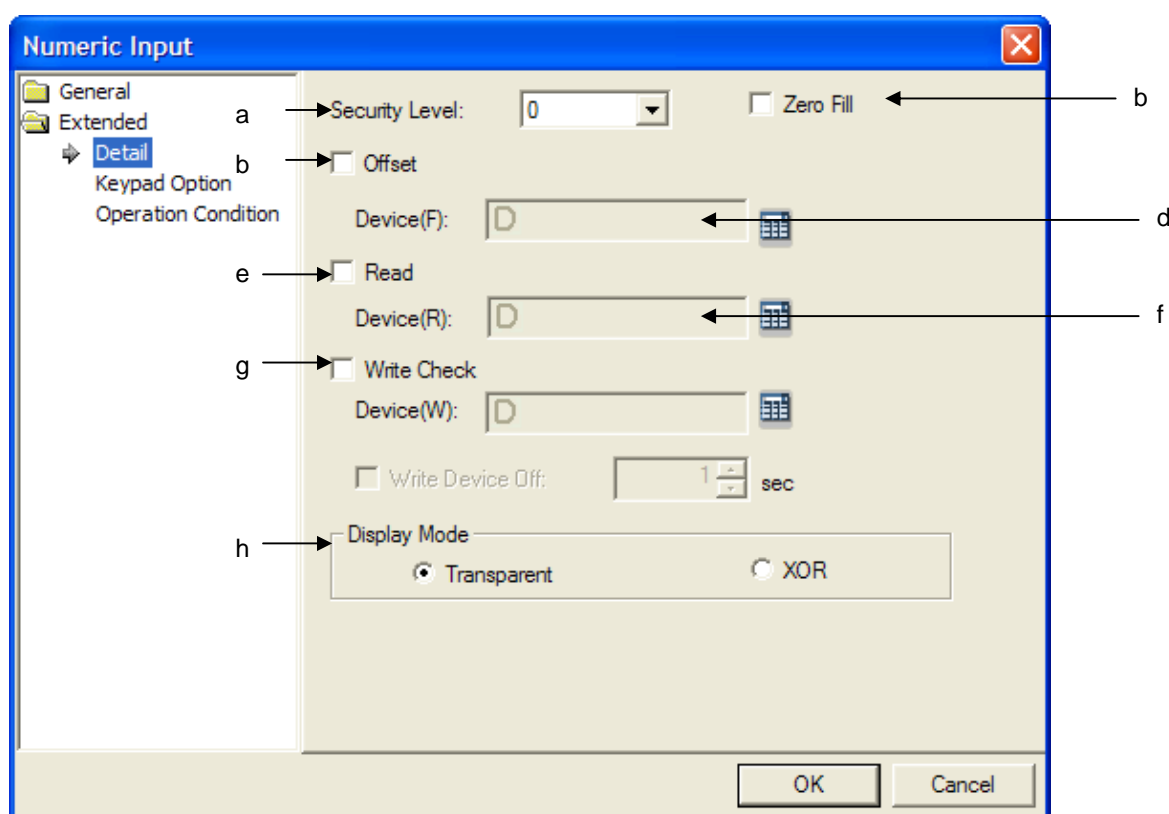 Numeric Input
General
Extended
Detail
Keypad Option
Operation Condition
a
Security Level:
0
Zero Fill
b
b
Offset
Device(F):
D
d
e
Read
Device(R):
D
f
g
Write Check
Device(W):
D
Write Device Off:
1
sec
h
Display Mode
Transparent
XOR
OK
Cancel